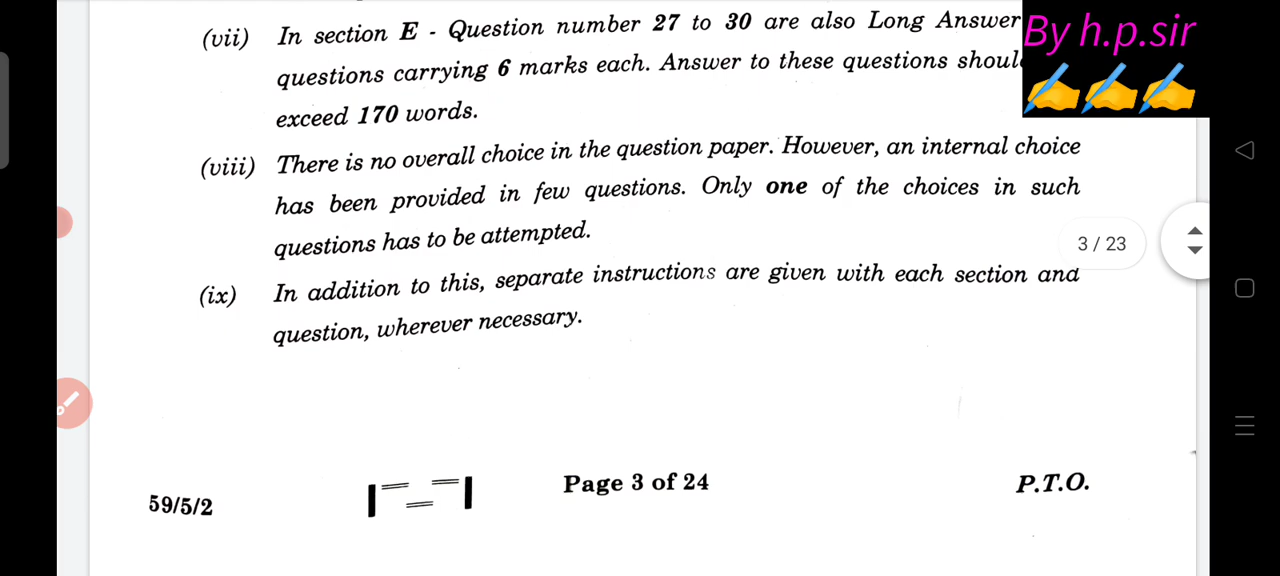 (vii) In section E - Question number 27 to 30 are also Long Answer
questions carrying 6 marks each. Answer to these questions
exceed 170 words.
(viii) There is no overall choice in the question paper. However, an internal choice
has been provided in few questions. Only one of the choices in such
questions has to be attempted.
(ix) In addition to this, separate instructions are given with each section and
question, wherever necessary.
59/5/2
Page 3 of 24
P.T.O.
By h.p.sir
3 / 23